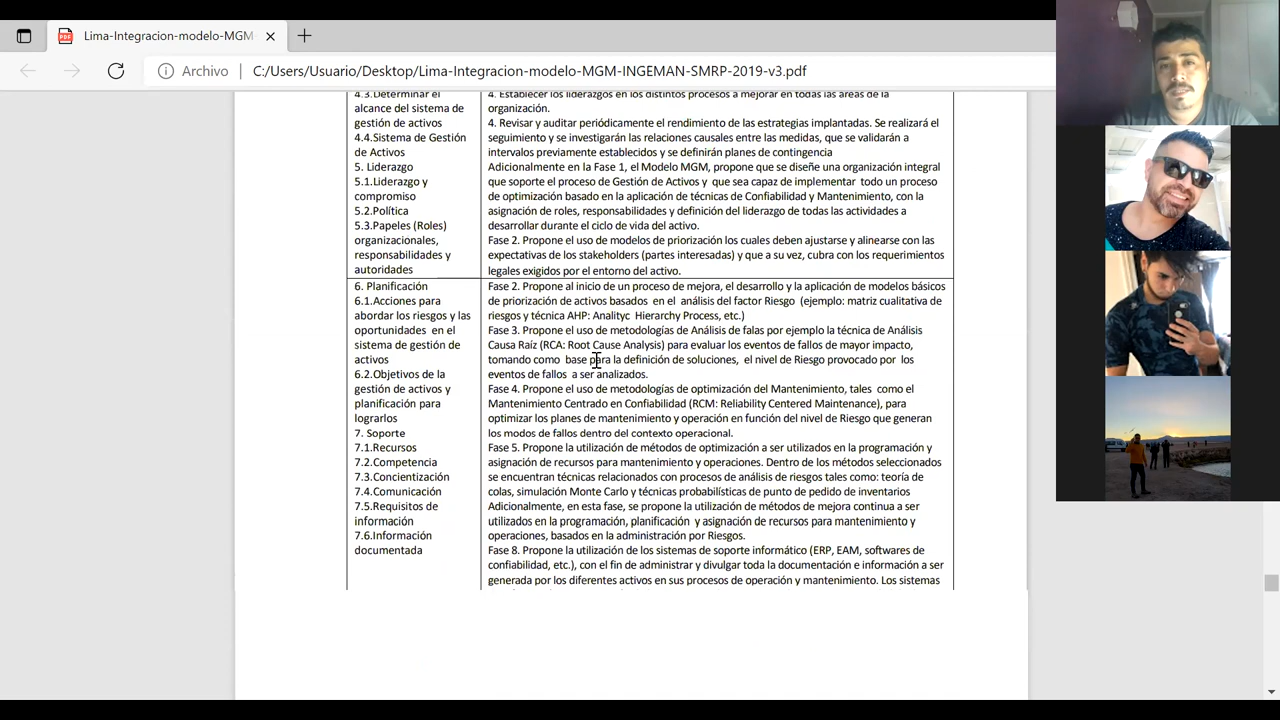 Lima-Integracion-modelo-MGM
Archivo
C:/Users/Usuario/Desktop/Lima-Integracion-modelo-MGM-INGEMAN-SMRP-2019-v3.pdf
4.3.Determinar el
alcance del sistema de
gestión de activos
4.4.Sistema de Gestión
de Activos
5. Liderazgo
5.1.Liderazgo y
compromiso
5.2.Política
5.3.Papeles (Roles)
organizacionales,
responsabilidades y
autoridades
4. Establecer los liderazgos en los distintos procesos a mejorar en todas las áreas de la
organización.
4. Revisar y auditar periódicamente el rendimiento de las estrategias implantadas. Se realizará el
seguimiento y se investigarán las relaciones causales entre las medidas, que se validarán a
intervalos previamente establecidos y se definirán planes de contingencia
Adicionalmente en la Fase 1, el Modelo MGM, propone que se diseñe una organización integral
que soporte el proceso de Gestión de Activos y que sea capaz de implementar todo un proceso
de optimización basado en la aplicación de técnicas de Confiabilidad y Mantenimiento, con la
asignación de roles, responsabilidades y definición del liderazgo de todas las actividades a
desarrollar durante el ciclo de vida del activo.
Fase 2. Propone el uso de modelos de priorización los cuales deben ajustarse y alinearse con las
expectativas de los stakeholders (partes interesadas) y que a su vez, cubra con los requerimientos
legales exigidos por el entorno del activo.
6. Planificación
6.1.Acciones para
abordar los riesgos y las
oportunidades en el
sistema de gestión de
activos
6.2.Objetivos de la
gestión de activos y
planificación para
lograrlos
7. Soporte
7.1.Recursos
7.2.Competencia
7.3.Concientización
7.4.Comunicación
7.5.Requisitos de
información
7.6.Información
documentada
Fase 2. Propone al inicio de un proceso de mejora, el desarrollo y la aplicación de modelos básicos
de priorización de activos basados en el análisis del factor Riesgo (ejemplo: matriz cualitativa de
riesgos y técnica AHP: Analityc Hierarchy Process, etc.)
Fase 3. Propone el uso de metodologías de Análisis de falas por ejemplo la técnica de Análisis
Causa Raíz (RCA: Root Cause Analysis) para evaluar los eventos de fallos de mayor impacto,
tomando como base para la definición de soluciones, el nivel de Riesgo provocado por los
eventos de fallos a ser analizados.
Fase 4. Propone el uso de metodologías de optimización del Mantenimiento, tales como el
Mantenimiento Centrado en Confiabilidad (RCM: Reliability Centered Maintenance), para
optimizar los planes de mantenimiento y operación en función del nivel de Riesgo que generan
los modos de fallos dentro del contexto operacional.
Fase 5. Propone la utilización de métodos de optimización a ser utilizados en la programación y
asignación de recursos para mantenimiento y operaciones. Dentro de los métodos seleccionados
se encuentran técnicas relacionados con procesos de análisis de riesgos tales como: teoría de
colas, simulación Monte Carlo y técnicas probabilísticas de punto de pedido de inventarios
Adicionalmente, en esta fase, se propone la utilización de métodos de mejora continua a ser
utilizados en la programación, planificación y asignación de recursos para mantenimiento y
operaciones, basados en la administración por Riesgos.
Fase 8. Propone la utilización de los sistemas de soporte informático (ERP, EAM, softwares de
confiabilidad, etc.), con el fin de administrar y divulgar toda la documentación e información a ser
generada por los diferentes activos en sus procesos de operación y mantenimiento. Los sistemas